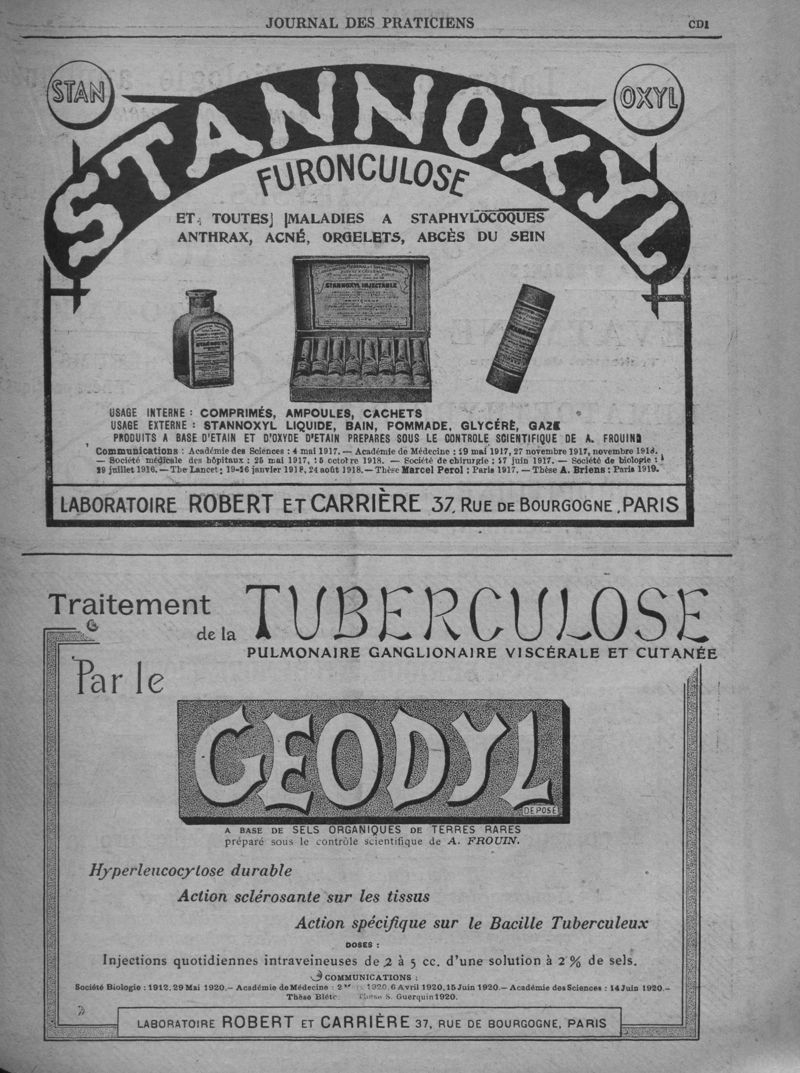 JOURNAL DES PRATICIENS
CDI
STAN
OXYL
STANNOXYL
FURONCULOSE
ET TOUTES MALADIES A STAPHYLOCOQUES
ANTHRAX, ACNÉ, ORGELETS, ABCÈS DU SEIN
STANNOXYL INJECTABLE
USAGE INTERNE : COMPRIMÉS, AMPOULES, CACHETS
USAGE EXTERNE : STANNOXYL LIQUIDE, BAIN, POMMADE, GLYCÉRÉ, GAZE
PRODUITS A BASE D'ETAIN ET D'OXYDE D'ETAIN PREPARES SOUS LE CONTROLE SCIENTIFIQUE DE A. FROUIN
Communications : Académie des Sciences : 4 mai 1917. — Académie de Médecine : 29 mai 1917, 27 novembre 1917, novembre 1918.
— Société médicale des hôpitaux : 25 mai 1917, 15 octobre 1918. — Société de chirurgie : 17 juin 1917. — Société de biologie :
29 juillet 1916. — The Lancet : 19-26 janvier 1918, 24 août 1918. — Thèse Marcel Perol : Paris 1917. — Thèse A. Briens : Paris 1919.
LABORATOIRE ROBERT ET CARRIÈRE 37, RUE DE BOURGOGNE, PARIS
Traitement
de la TUBERCULOSE
PULMONAIRE GANGLIONAIRE VISCÉRALE ET CUTANÉE
Par le
GEODYL
DEPOSÉ
A BASE DE SELS ORGANIQUES DE TERRES RARES
préparé sous le contrôle scientifique de A. FROUIN.
Hyperleucocytose durable
Action sclérosante sur les tissus
Action spécifique sur le Bacille Tuberculeux
DOSES :
Injections quotidiennes intraveineuses de 2 à 5 cc. d'une solution à 2 % de sels.
COMMUNICATIONS :
Société Biologie : 1912, 29 Mai 1920.— Académie de Médecine : 2 1920, 6 Avril 1920, 15 Juin 1920.— Académie des Sciences : 14 Juin 1920.—
Thèse Thèse S. Guerquin 1920.
LABORATOIRE ROBERT ET CARRIÈRE 37, RUE DE BOURGOGNE, PARIS